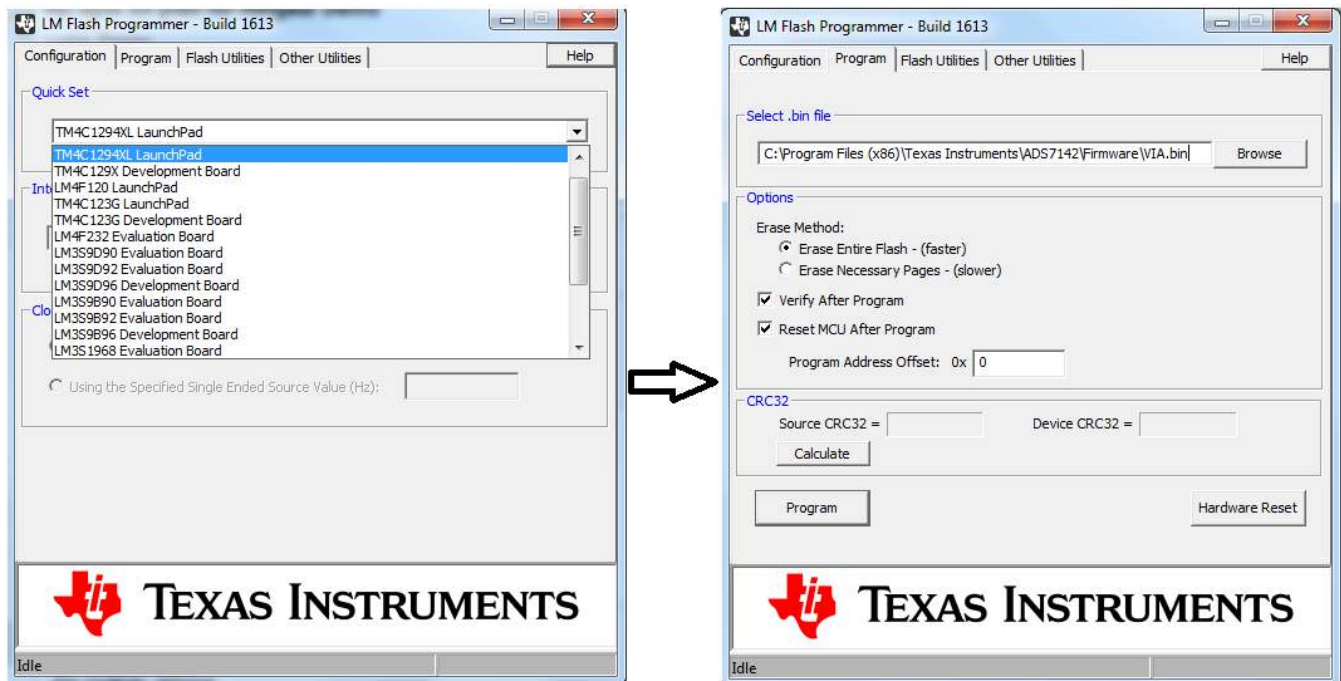 LM Flash Programmer - Build 1613
Configuration Program Flash Utilities Other Utilities Help
Quick Set
TM4C1294XL LaunchPad
TM4C1294XL LaunchPad
TM4C129X Development Board
LM4F120 LaunchPad
TM4C123G LaunchPad
TM4C123G Development Board
LM4F232 Evaluation Board
LM3S9D90 Evaluation Board
LM3S9D92 Evaluation Board
LM3S9D96 Development Board
LM3S9B90 Evaluation Board
LM3S9B92 Evaluation Board
LM3S9B96 Development Board
LM3S1968 Evaluation Board
Using the Specified Single Ended Source Value (Hz):
TEXAS INSTRUMENTS
Idle
LM Flash Programmer - Build 1613
Configuration Program Flash Utilities Other Utilities Help
Select .bin file
C:\Program Files (x86)\Texas Instruments\ADS7142\Firmware\VIA.bin Browse
Options
Erase Method:
Erase Entire Flash - (faster)
Erase Necessary Pages - (slower)
Verify After Program
Reset MCU After Program
Program Address Offset: 0x 0
CRC32
Source CRC32 = Device CRC32 =
Calculate
Program Hardware Reset
TEXAS INSTRUMENTS
Idle